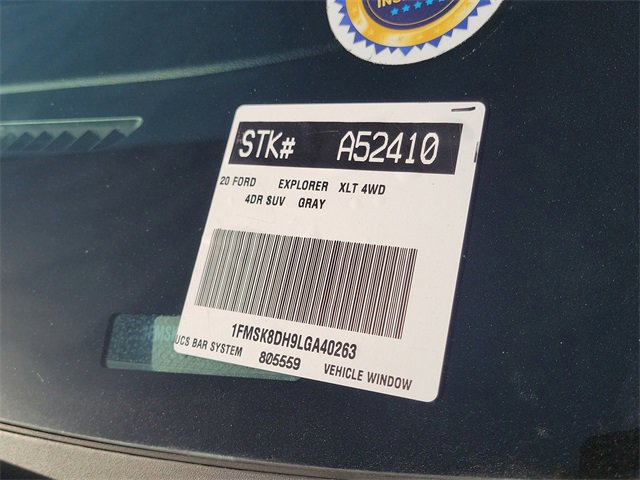 STK# A52410
20 FORD EXPLORER XLT 4WD
4DR SUV GRAY
1FMSK8DH9LGA40263
UCS BAR SYSTEM 805559 VEHICLE WINDOW